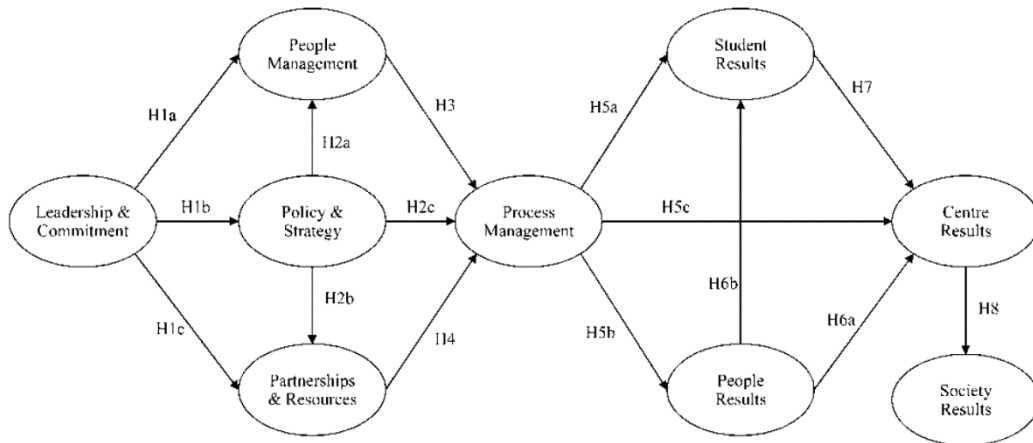 People
Management
Student
Results
H1a
H3
H5a
H7
H2a
Leadership &
Commitment
H1b
Policy &
Strategy
H2c
Process
Management
H5c
Centre
Results
H1c
H2b
H4
H5b
H6b
H6a
H8
Partnerships
& Resources
People
Results
Society
Results